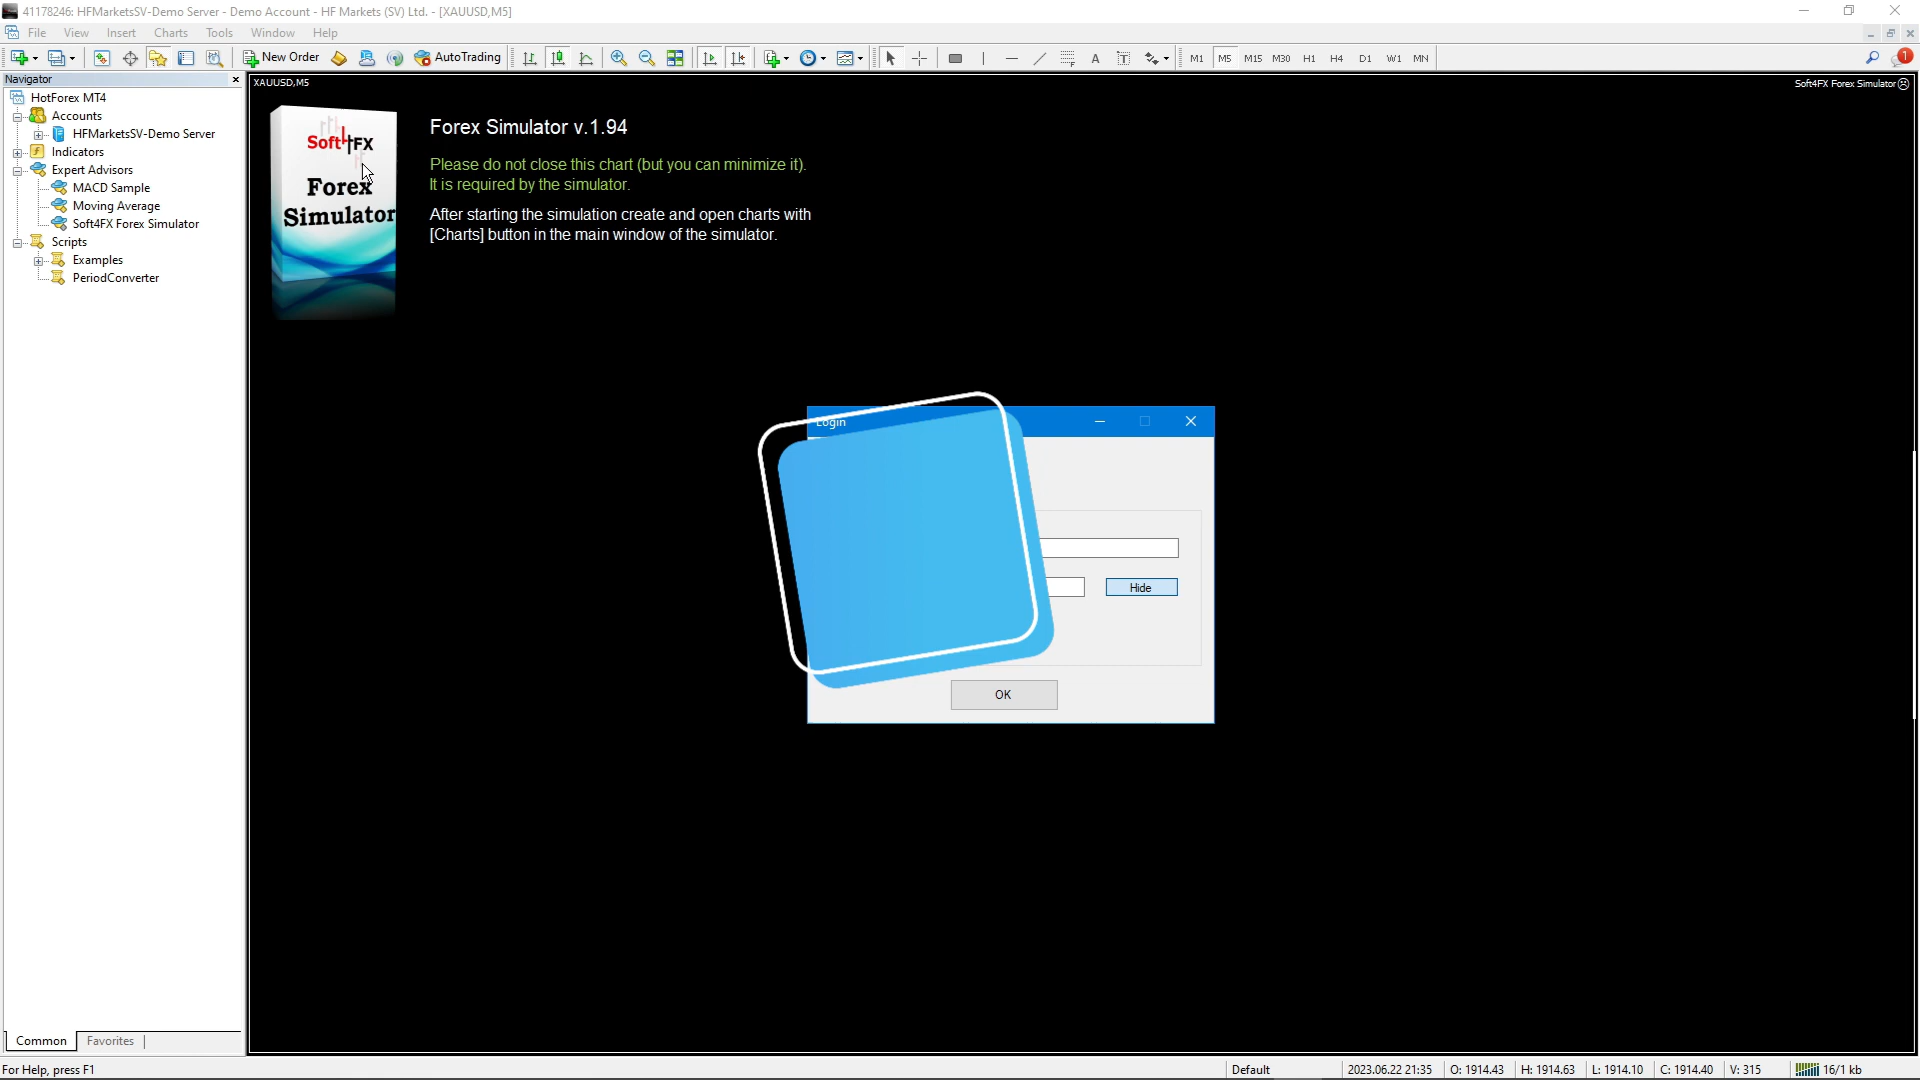 41178246: HFMarketsSV-Demo Server - Demo Account - HF Markets (SV) Ltd. - [XAUUSD,M5]
File View Insert Charts Tools Window Help
New Order AutoTrading A T M1 M5 M15 M30 H1 H4 D1 W1 MN 1
Navigator
HotForex MT4
Accounts
HFMarketsSV-Demo Server
Indicators
Expert Advisors
MACD Sample
Moving Average
Soft4FX Forex Simulator
Scripts
Examples
PeriodConverter
Common Favorites
XAUUSD,M5
Soft4FX Forex Simulator
Soft4FX
Forex
Simulator
Forex Simulator v.1.94
Please do not close this chart (but you can minimize it).
It is required by the simulator.
After starting the simulation create and open charts with
[Charts] button in the main window of the simulator.
Login
Hide
OK
For Help, press F1 Default 2023.06.22 21:35 O: 1914.43 H: 1914.63 L: 1914.10 C: 1914.40 V: 315 16/1 kb